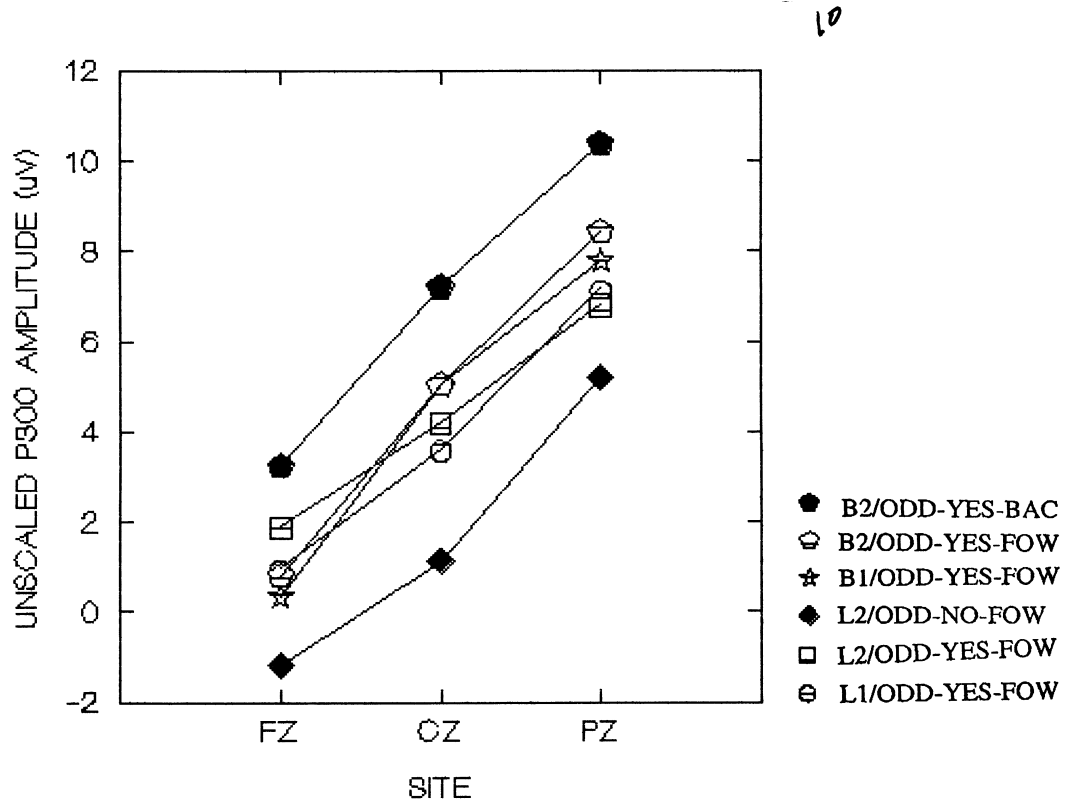 10
12
10
8
6
4
2
0
-2
UNSCALED P300 AMPLITUDE (uV)
FZ CZ PZ
SITE
B2/ODD-YES-BAC
B2/ODD-YES-FOW
B1/ODD-YES-FOW
L2/ODD-NO-FOW
L2/ODD-YES-FOW
L1/ODD-YES-FOW